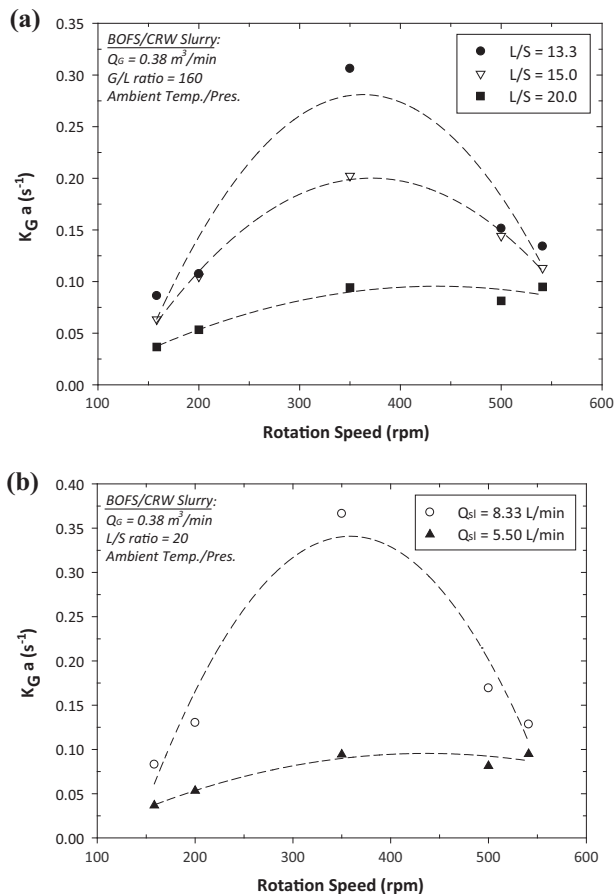 (a)
BOFS/CRW Slurry:
Q_G = 0.38 m³/min
G/L ratio = 160
Ambient Temp./Pres.
L/S = 13.3
L/S = 15.0
L/S = 20.0
0.35
0.30
0.25
0.20
0.15
0.10
0.05
0.00
K_G a (s⁻¹)
100 200 300 400 500 600
Rotation Speed (rpm)
(b)
BOFS/CRW Slurry:
Q_G = 0.38 m³/min
L/S ratio = 20
Ambient Temp./Pres.
Q_sl = 8.33 L/min
Q_sl = 5.50 L/min
0.40
0.35
0.30
0.25
0.20
0.15
0.10
0.05
0.00
K_G a (s⁻¹)
100 200 300 400 500 600
Rotation Speed (rpm)